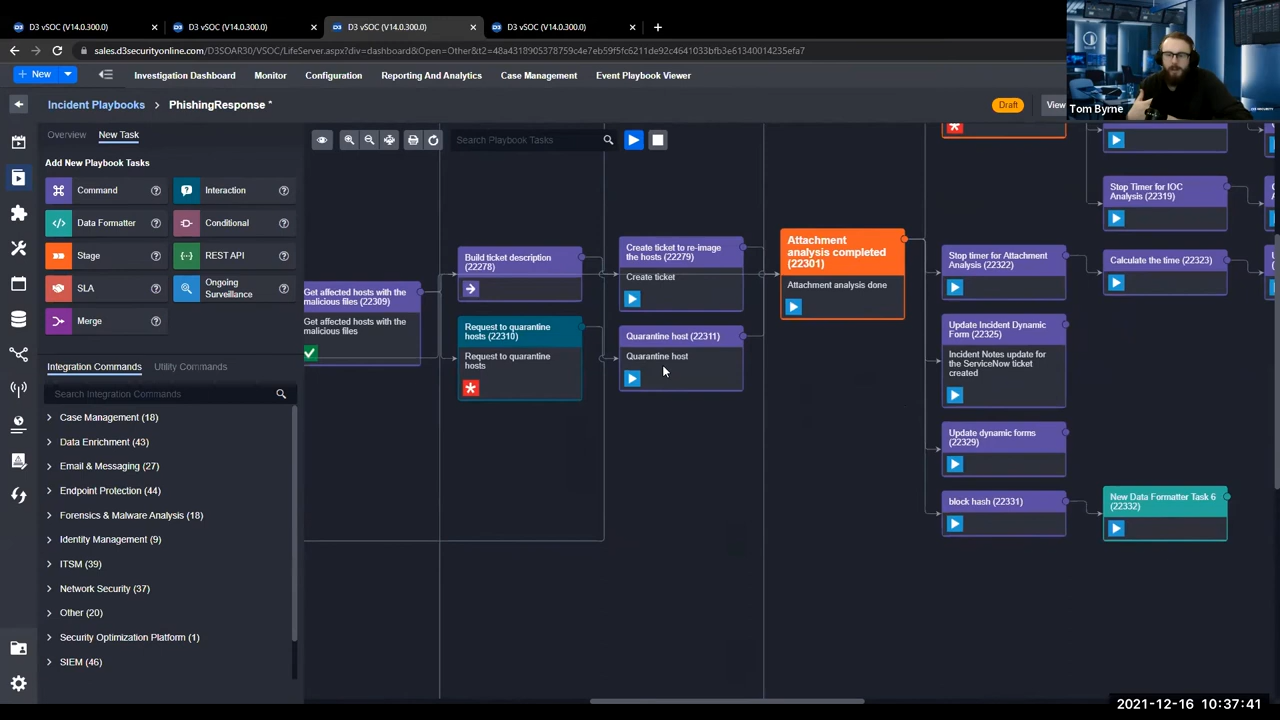 D3 vSOC (V14.0.300.0)
D3 vSOC (V14.0.300.0)
D3 vSOC (V14.0.300.0)
D3 vSOC (V14.0.300.0)
sales.d3securityonline.com/D3SOAR30/VSOC/LifeServer.aspx?div=dashboard&Open=Other&t2=48a4318905378759c4e7eb59f5fc6211de92c4641033bfb3e61340014235efa7
+ New
Investigation Dashboard
Monitor
Configuration
Reporting And Analytics
Case Management
Event Playbook Viewer
Tom Byrne
Incident Playbooks
PhishingResponse *
Draft
View
Overview
New Task
Search Playbook Tasks
Add New Playbook Tasks
Command
Interaction
Data Formatter
Conditional
Stage
REST API
SLA
Ongoing
Surveillance
Merge
Integration Commands
Utility Commands
Search Integration Commands
Case Management (18)
Data Enrichment (43)
Email & Messaging (27)
Endpoint Protection (44)
Forensics & Malware Analysis (18)
Identity Management (9)
ITSM (39)
Network Security (37)
Other (20)
Security Optimization Platform (1)
SIEM (46)
Get affected hosts with the
malicious files (22309)
Get affected hosts with the
malicious files
Build ticket description
(22278)
Request to quarantine
hosts (22310)
Request to quarantine
hosts
Create ticket to re-image
the hosts (22279)
Create ticket
Quarantine host (22311)
Quarantine host
Attachment
analysis completed
(22301)
Attachment analysis done
Stop timer for Attachment
Analysis (22322)
Update Incident Dynamic
Form (22325)
Incident Notes update for
the ServiceNow ticket
created
Update dynamic forms
(22329)
block hash (22331)
Stop Timer for IOC
Analysis (22319)
Calculate the time (22323)
New Data Formatter Task 6
(22332)
2021-12-16 10:37:41